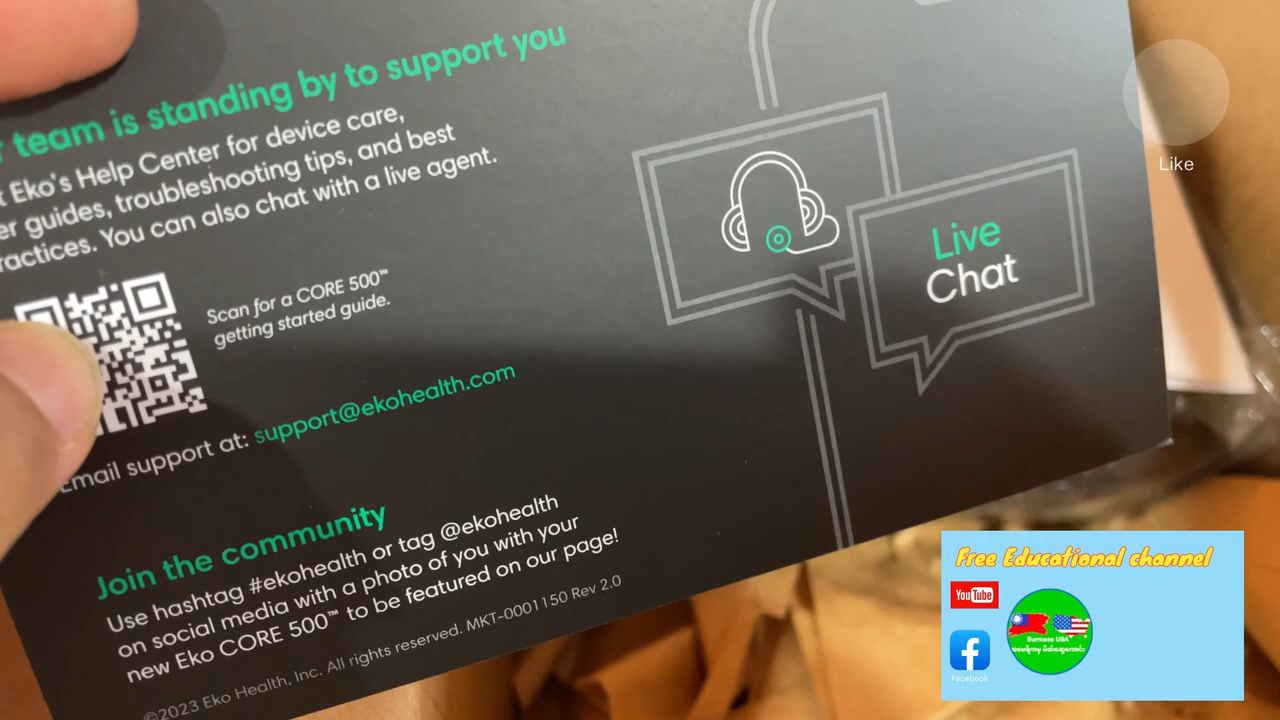 team is standing by to support you
Eko's Help Center for device care,
guides, troubleshooting tips, and best
You can also chat with a live agent.
Scan for a CORE 500™
getting started guide.
Email support at: support@ekohealth.com
Join the community
Use hashtag #ekohealth or tag @ekohealth
on social media with a photo of you with your
new Eko CORE 500™ to be featured on our page!
©2023 Eko Health, Inc. All rights reserved. MKT-0001150 Rev 2.0
Live
Chat
Like
Free Educational channel
YouTube
Burmese USA
Facebook